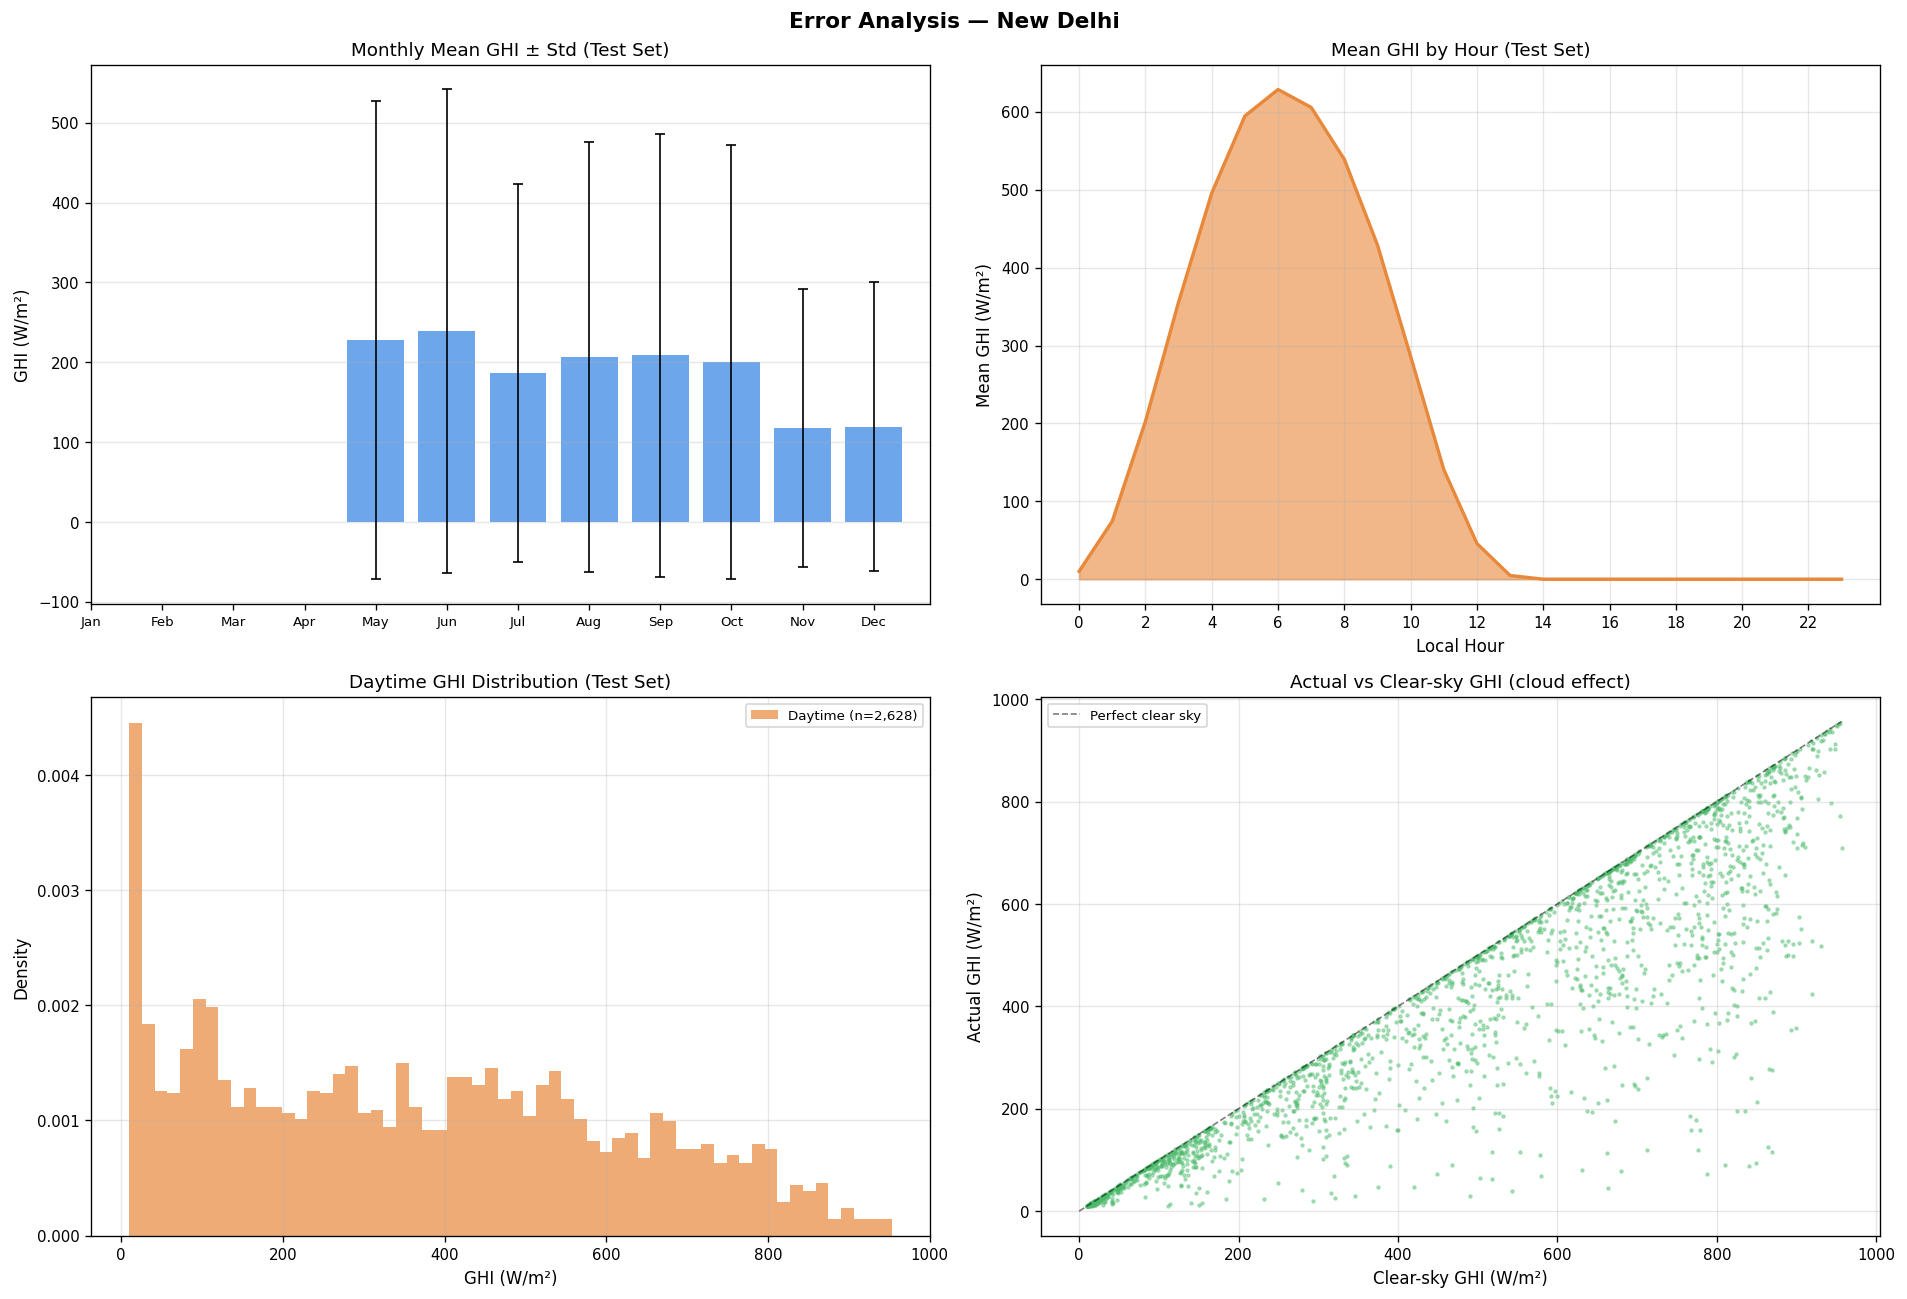 Error Analysis — New Delhi
Monthly Mean GHI ± Std (Test Set)
GHI (W/m²)
500
400
300
200
100
0
−100
Jan Feb Mar Apr May Jun Jul Aug Sep Oct Nov Dec
Mean GHI by Hour (Test Set)
Mean GHI (W/m²)
600
500
400
300
200
100
0
0 2 4 6 8 10 12 14 16 18 20 22
Local Hour
Daytime GHI Distribution (Test Set)
Daytime (n=2,628)
Density
0.004
0.003
0.002
0.001
0.000
0 200 400 600 800 1000
GHI (W/m²)
Actual vs Clear-sky GHI (cloud effect)
Perfect clear sky
Actual GHI (W/m²)
1000
800
600
400
200
0
0 200 400 600 800 1000
Clear-sky GHI (W/m²)